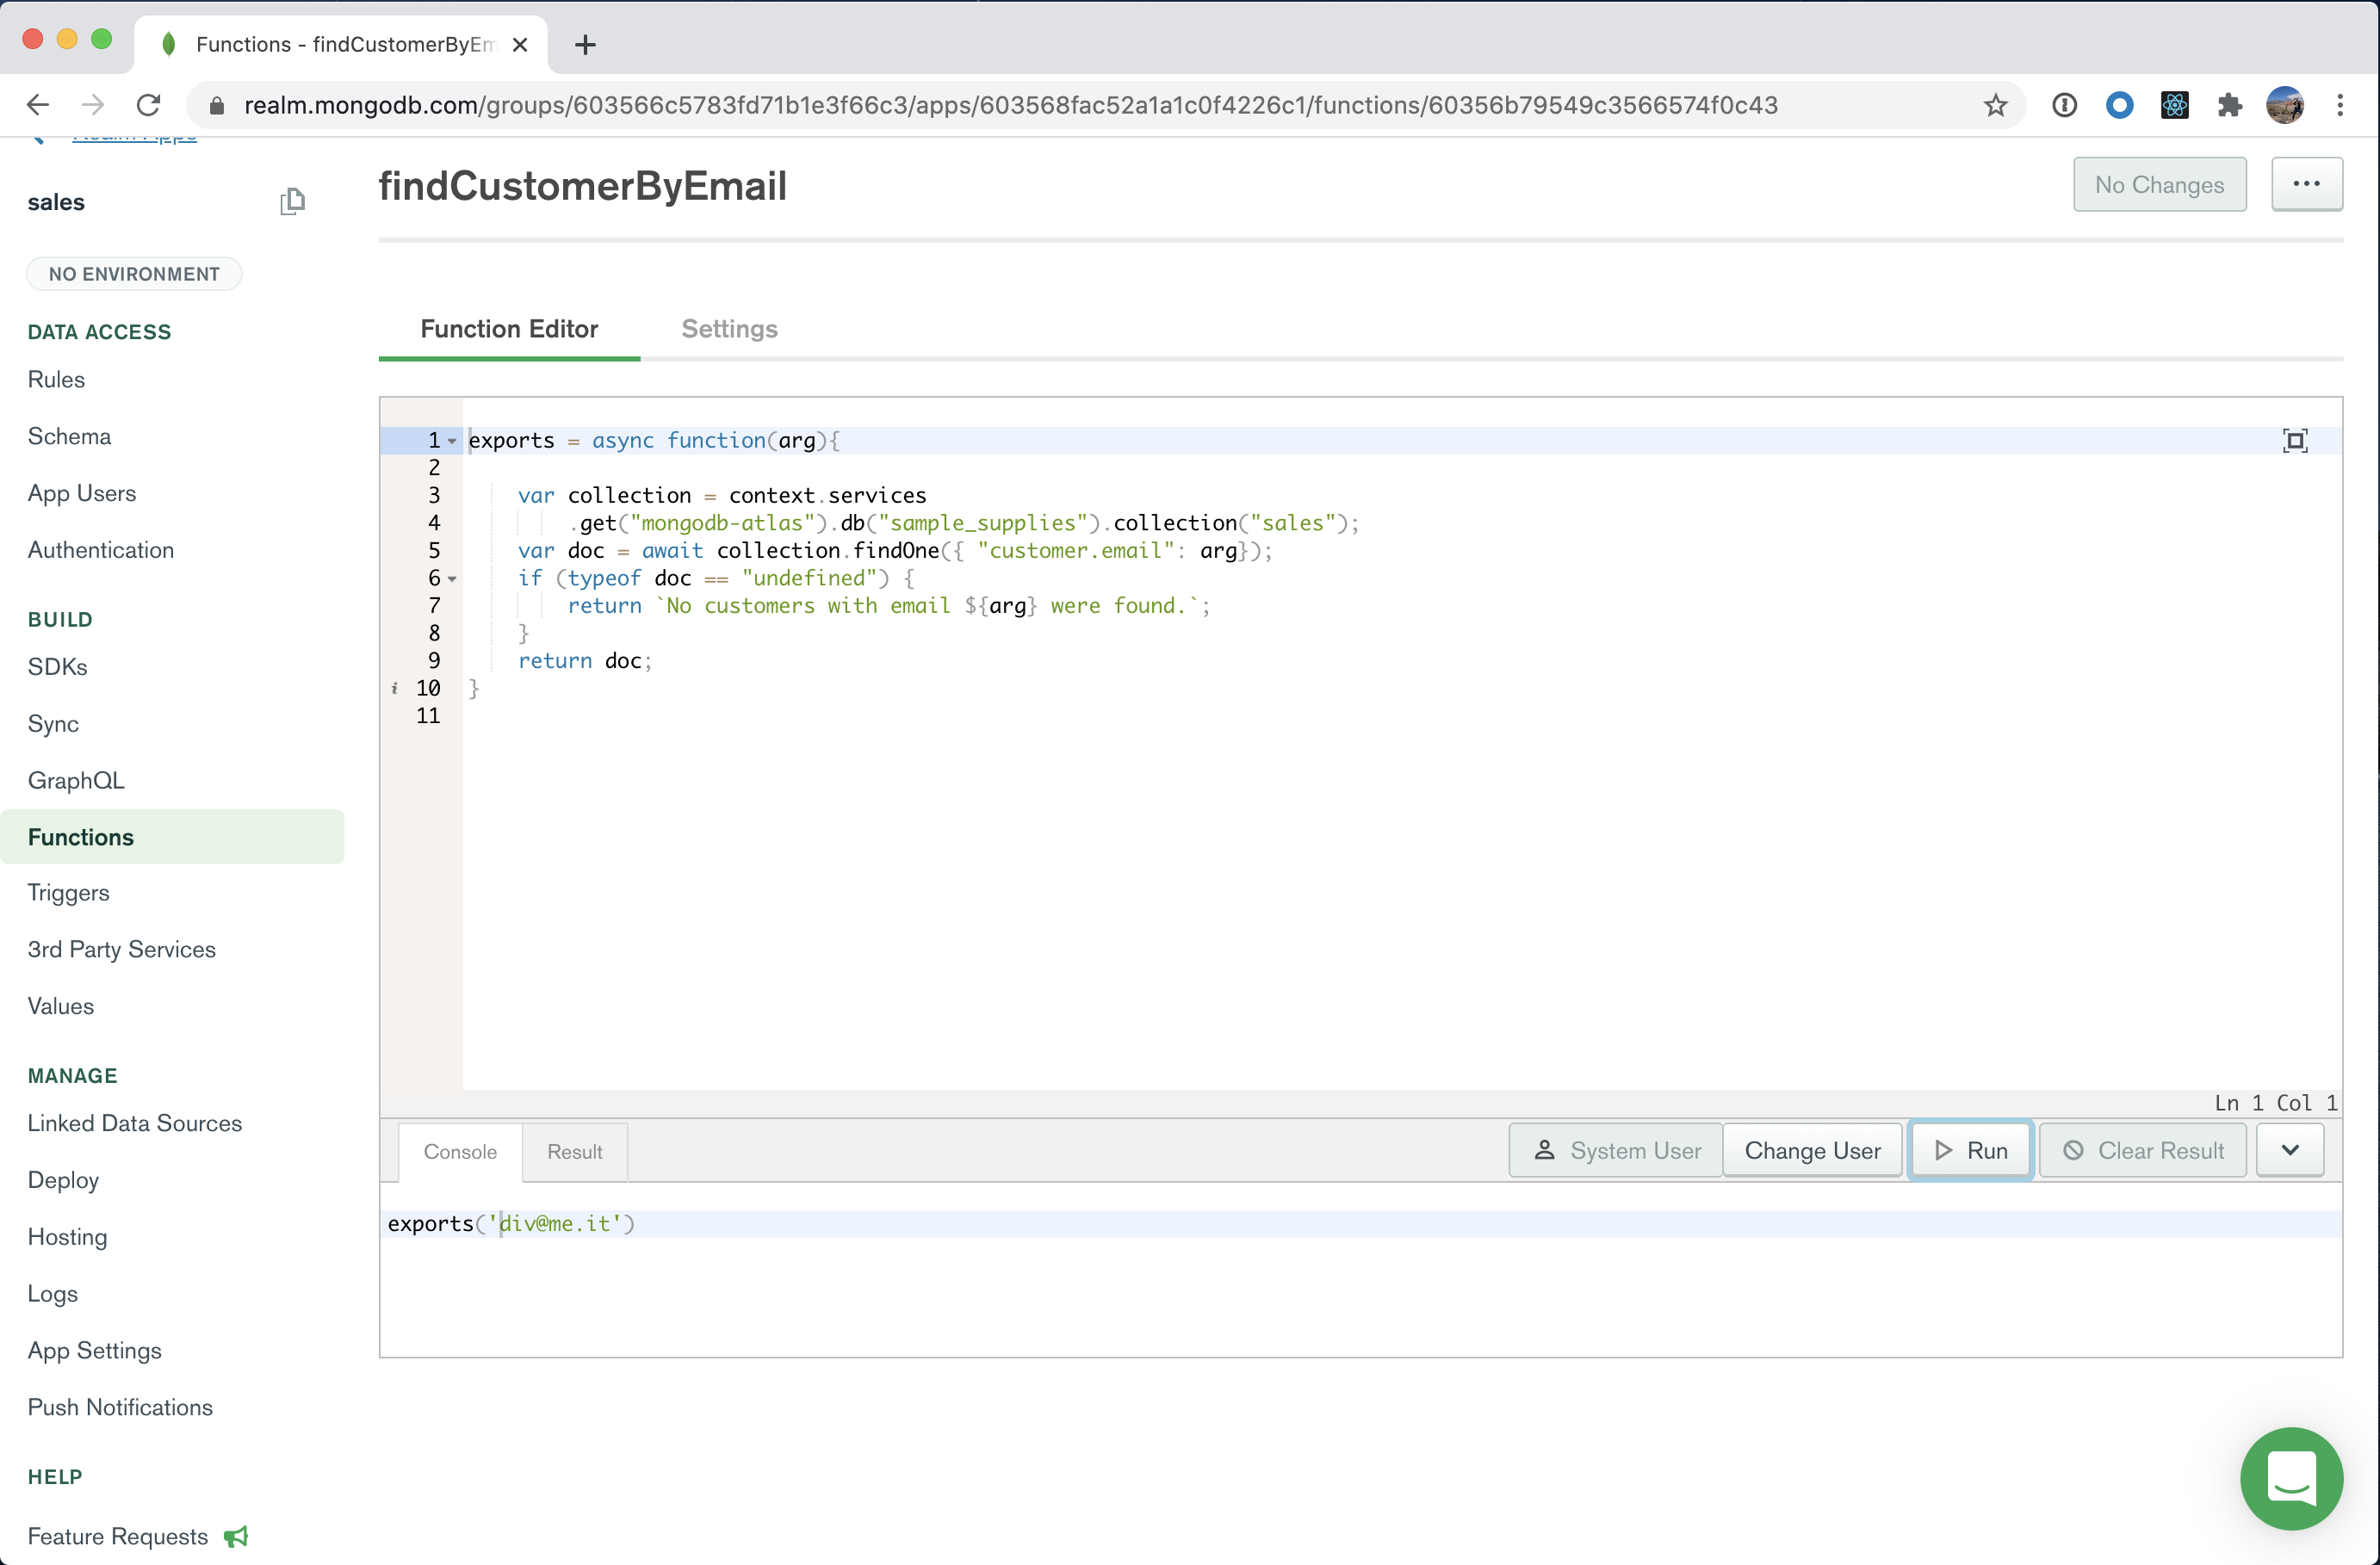 Functions - findCustomerByEm
realm.mongodb.com/groups/603566c5783fd71b1e3f66c3/apps/603568fac52a1a1c0f4226c1/functions/60356b79549c3566574f0c43
Realm Apps
sales
NO ENVIRONMENT
DATA ACCESS
Rules
Schema
App Users
Authentication
BUILD
SDKs
Sync
GraphQL
Functions
Triggers
3rd Party Services
Values
MANAGE
Linked Data Sources
Deploy
Hosting
Logs
App Settings
Push Notifications
HELP
Feature Requests
findCustomerByEmail
No Changes
Function Editor
Settings
1 exports = async function(arg){
2
3 var collection = context.services
4 .get("mongodb-atlas").db("sample_supplies").collection("sales");
5 var doc = await collection.findOne({ "customer.email": arg});
6 if (typeof doc == "undefined") {
7 return `No customers with email ${arg} were found.`;
8 }
9 return doc;
10 }
11
Ln 1 Col 1
Console
Result
System User
Change User
Run
Clear Result
exports('div@me.it')